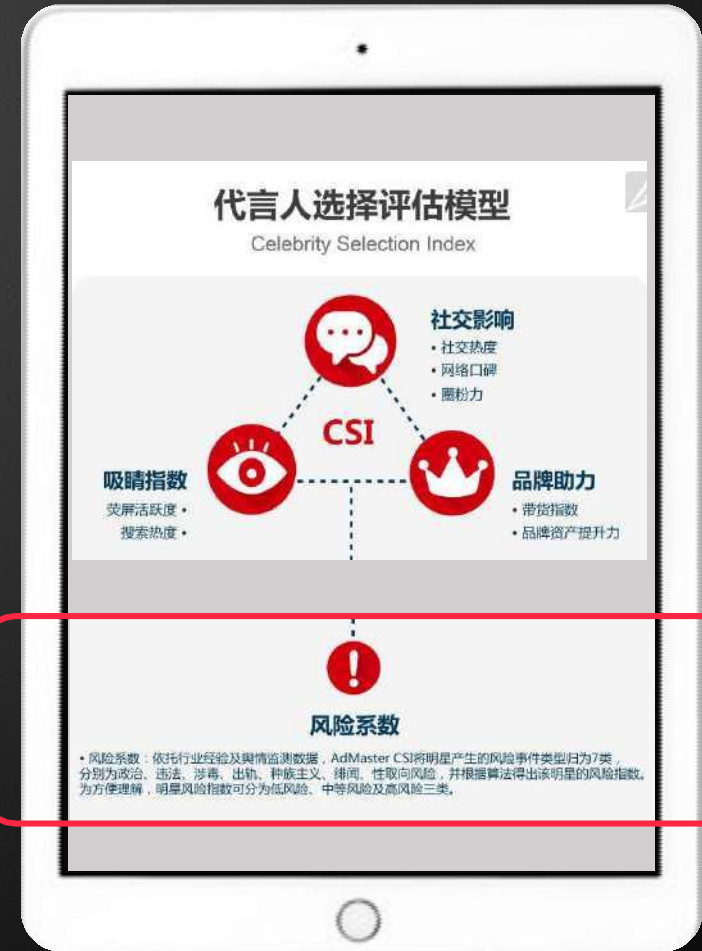 代言人选择评估模型
Celebrity Selection Index
社交影响
• 社交热度
• 网络口碑
• 圈粉力
CSI
吸睛指数
荧屏活跃度 •
搜索热度 •
品牌助力
• 带货指数
• 品牌资产提升力
风险系数
• 风险系数：依托行业经验及舆情监测数据，AdMaster CSI将明星产生的风险事件类型归为7类，
分别为政治、违法、涉毒、出轨、种族主义、绯闻、性取向风险，并根据算法得出该明星的风险指数。
为方便理解，明星风险指数可分为低风险、中等风险及高风险三类。